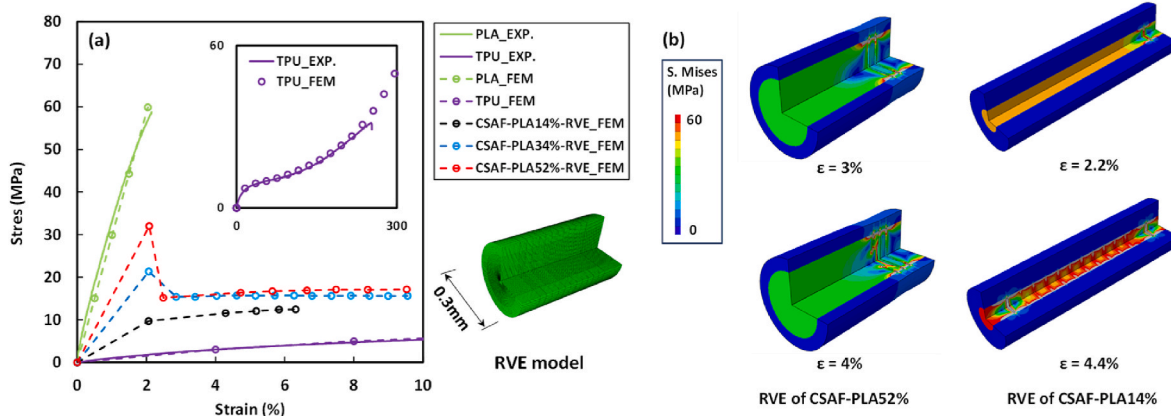 (a)
Stres (MPa)
80
70
60
50
40
30
20
10
0
0
2
4
6
8
10
Strain (%)
60
0
0
300
TPU_EXP.
TPU_FEM
PLA_EXP.
TPU_EXP.
PLA_FEM
TPU_FEM
CSAF-PLA14%-RVE_FEM
CSAF-PLA34%-RVE_FEM
CSAF-PLA52%-RVE_FEM
0.3mm
RVE model
(b)
S. Mises
(MPa)
60
0
ε = 3%
ε = 2.2%
ε = 4%
ε = 4.4%
RVE of CSAF-PLA52%
RVE of CSAF-PLA14%